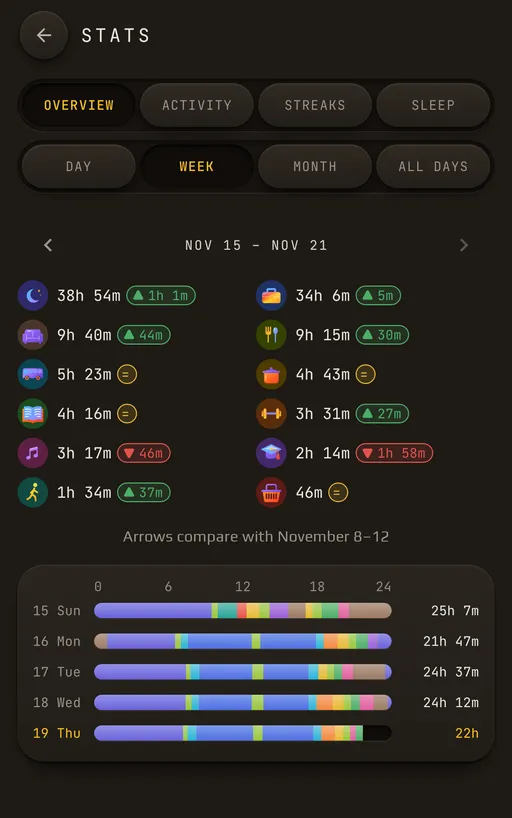 STATS
OVERVIEW ACTIVITY STREAKS SLEEP
DAY WEEK MONTH ALL DAYS
NOV 15 – NOV 21
38h 54m ▲ 1h 1m 34h 6m ▲ 5m
9h 40m ▲ 44m 9h 15m ▲ 30m
5h 23m = 4h 43m =
4h 16m = 3h 31m ▲ 27m
3h 17m ▼ 46m 2h 14m ▼ 1h 58m
1h 34m ▲ 37m 46m =
Arrows compare with November 8–12
0 6 12 18 24
15 Sun 25h 7m
16 Mon 21h 47m
17 Tue 24h 37m
18 Wed 24h 12m
19 Thu 22h